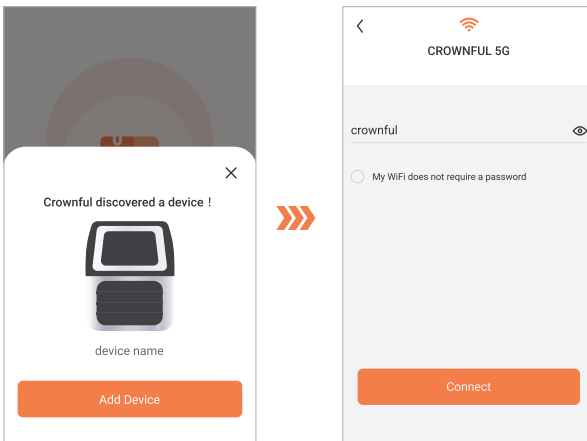 Crownful discovered a device !
device name
Add Device
CROWNFUL 5G
crownful
My WiFi does not require a password
Connect